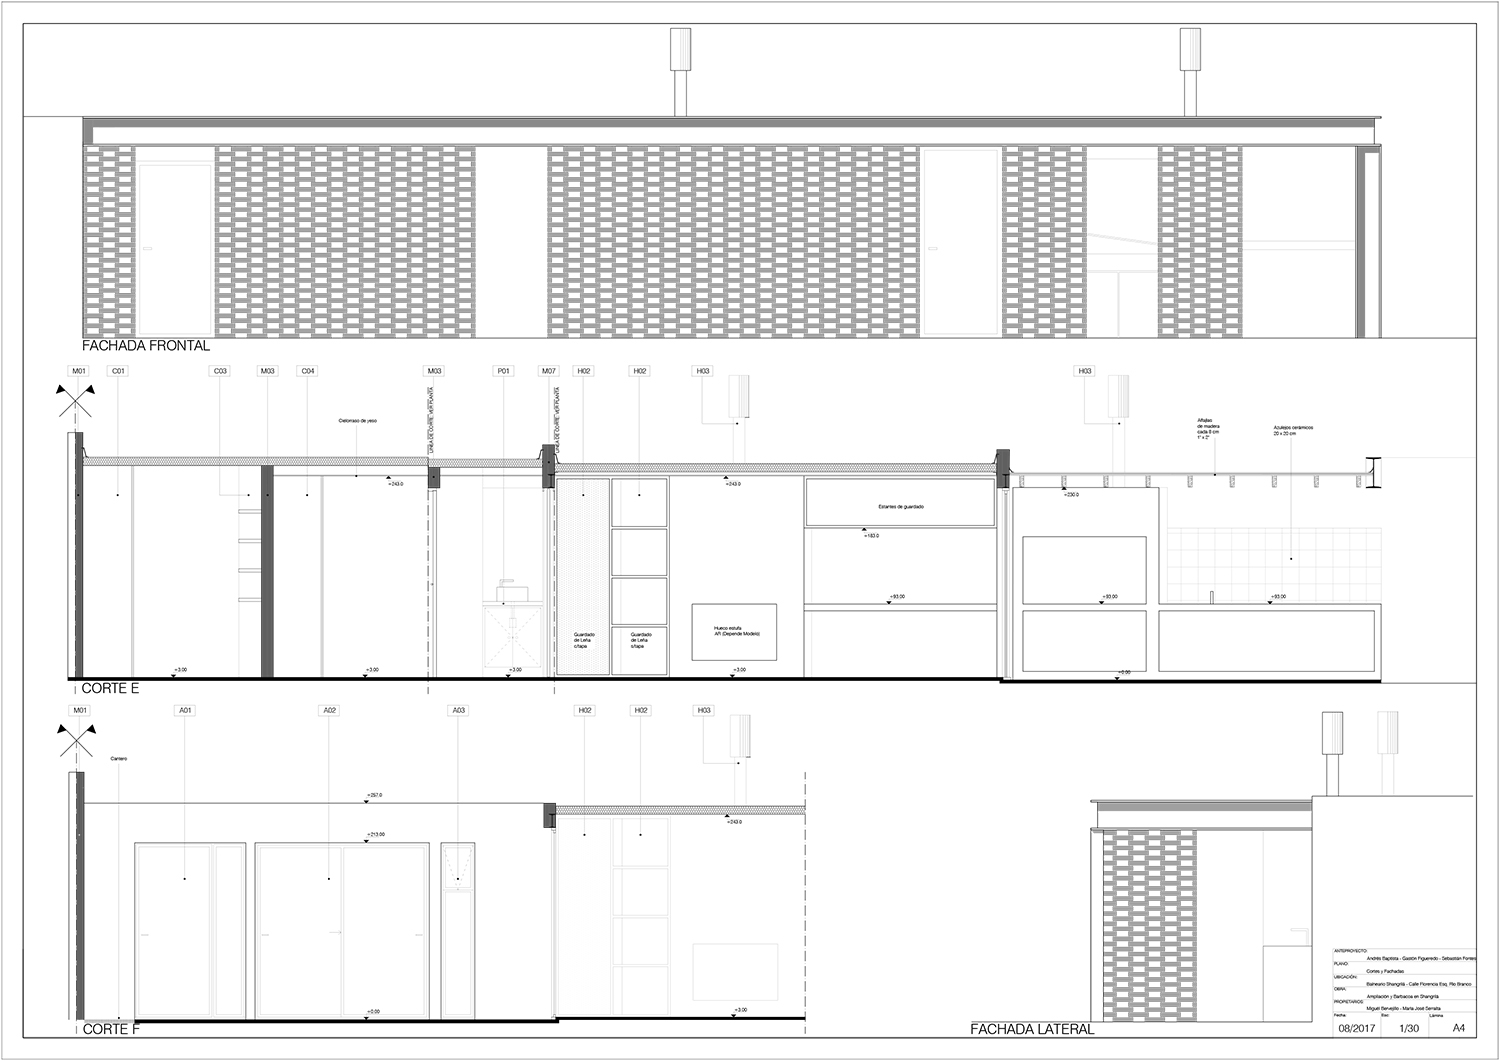 FACHADA FRONTAL
M01
C01
C03
M03
C04
M03
P01
M07
H02
H02
H03
H03
LINEA DE CORTE. VER PLANTA
LINEA DE CORTE. VER PLANTA
Cielorraso de yeso
Alfajías
de madera
cada 8 cm
1" x 2"
Azulejos cerámicos
20 x 20 cm
+243.0
+243.0
+230.0
Estantes de guardado
+183.0
+93,00
+93,00
+93,00
Guardado
de Leña
c/tapa
Guardado
de Leña
c/tapa
Hueco estufa
AR (Depende Modelo)
+3.00
+3.00
+3.00
+3.00
+0.00
CORTE E
M01
A01
A02
A03
H02
H02
H03
Cantero
+257.0
+213,00
+243.0
+0.00
+3.00
CORTE F
FACHADA LATERAL
ANTEPROYECTO:
Andrés Baptista - Gastón Figueredo - Sebastián Fontes
PLANO:
Cortes y Fachadas
UBICACIÓN:
Balneario Shangrilá - Calle Florencia Esq. Río Branco
OBRA:
Ampliación y Barbacoa en Shangrilá
PROPIETARIOS:
Miguel Bervejillo - María José Serralta
Fecha:
Esc:
Lámina:
08/2017
1/30
A4